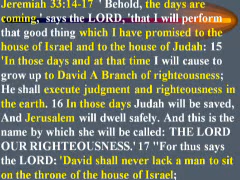 Jeremiah 33:14-17 ' Behold, the days are
coming,' says the LORD, 'that I will perform
that good thing which I have promised to the
house of Israel and to the house of Judah: 15
'In those days and at that time I will cause to
grow up to David A Branch of righteousness;
He shall execute judgment and righteousness in
the earth. 16 In those days Judah will be saved,
And Jerusalem will dwell safely. And this is the
name by which she will be called: THE LORD
OUR RIGHTEOUSNESS.' 17 "For thus says
the LORD: 'David shall never lack a man to sit
on the throne of the house of Israel;